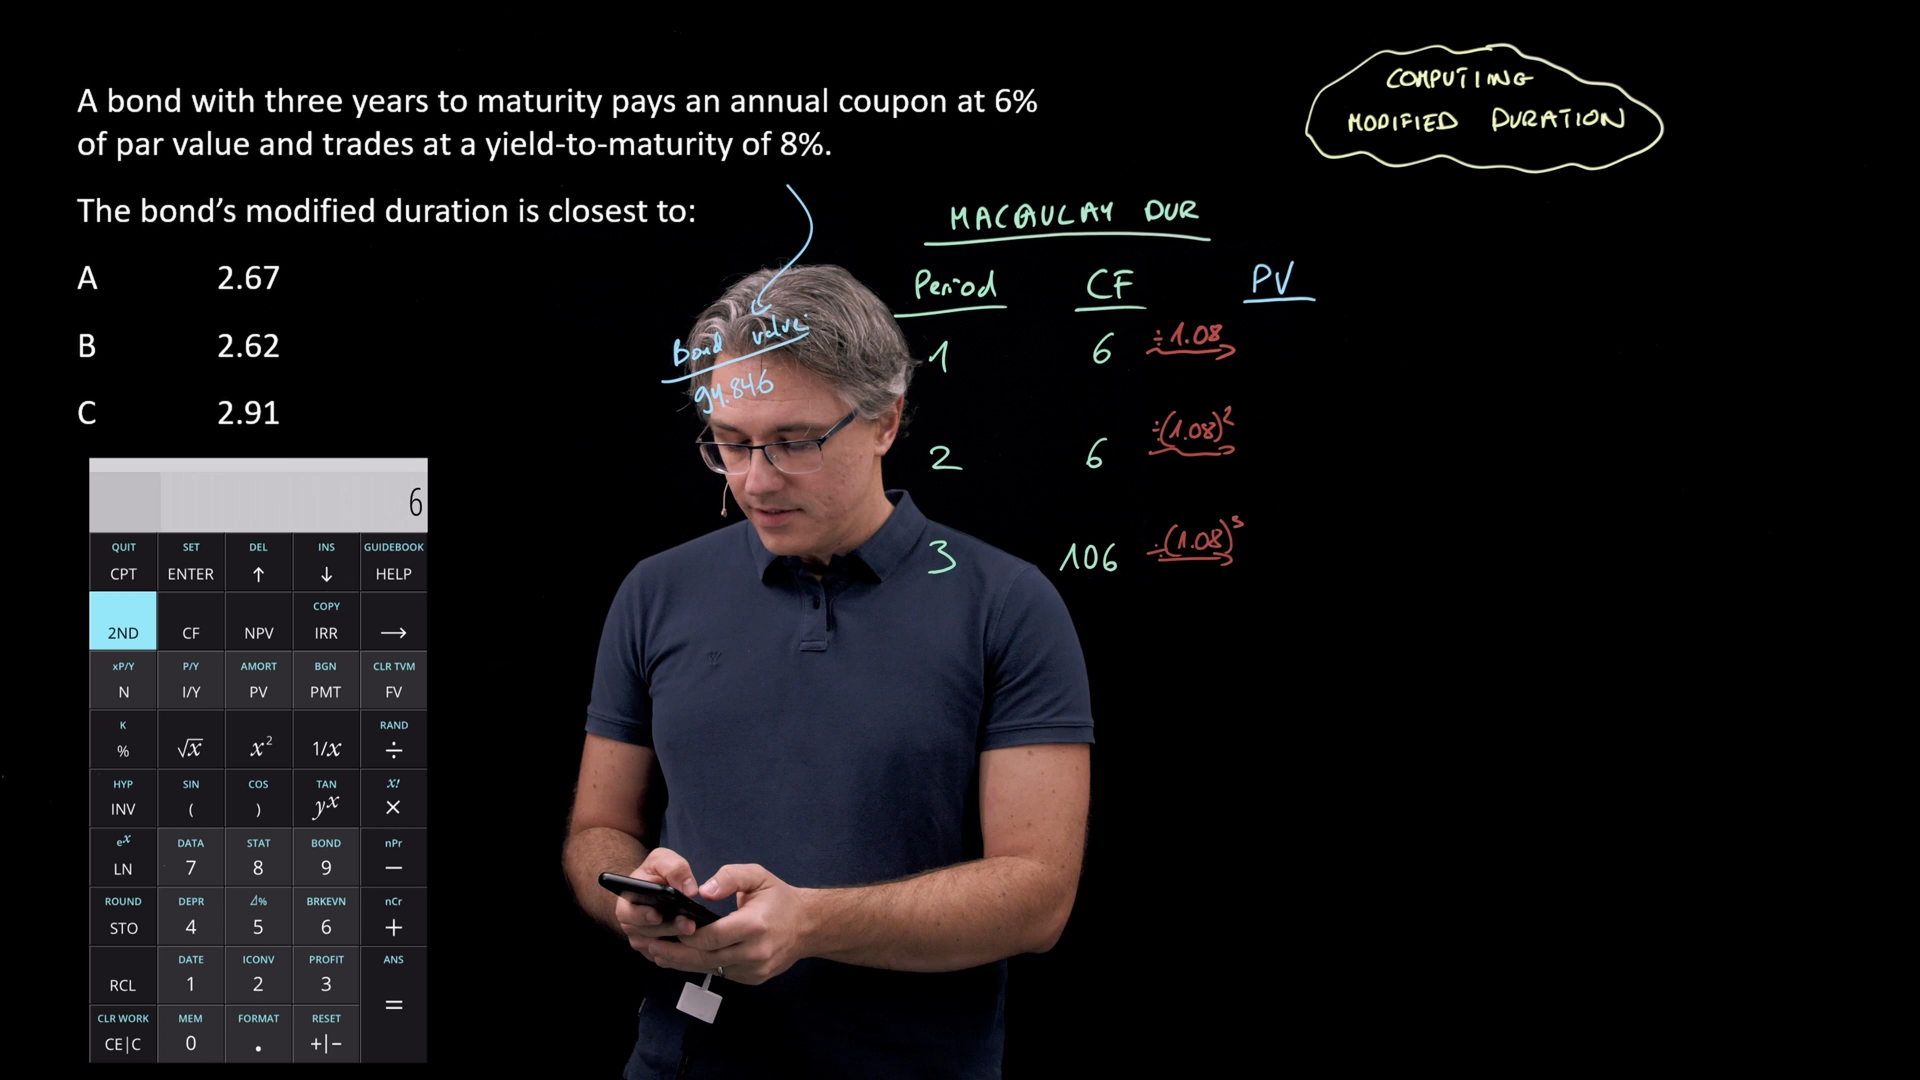 A bond with three years to maturity pays an annual coupon at 6%
of par value and trades at a yield-to-maturity of 8%.
The bond's modified duration is closest to:
A 2.67
B 2.62
C 2.91
COMPUTING
MODIFIED DURATION
MACAULAY DUR
Period CF PV
1 6 ÷1.08
2 6 ÷(1.08)²
3 106 ÷(1.08)³
Bond value:
94.846
6
QUIT SET DEL INS GUIDEBOOK
CPT ENTER ↑ ↓ HELP
COPY
2ND CF NPV IRR →
xP/Y P/Y AMORT BGN CLR TVM
N I/Y PV PMT FV
K RAND
% √x x² 1/x ÷
HYP SIN COS TAN x!
INV ( ) yˣ ×
eˣ DATA STAT BOND nPr
LN 7 8 9 −
ROUND DEPR Δ% BRKEVN nCr
STO 4 5 6 +
DATE ICONV PROFIT ANS
RCL 1 2 3 =
CLR WORK MEM FORMAT RESET
CE|C 0 . +|−